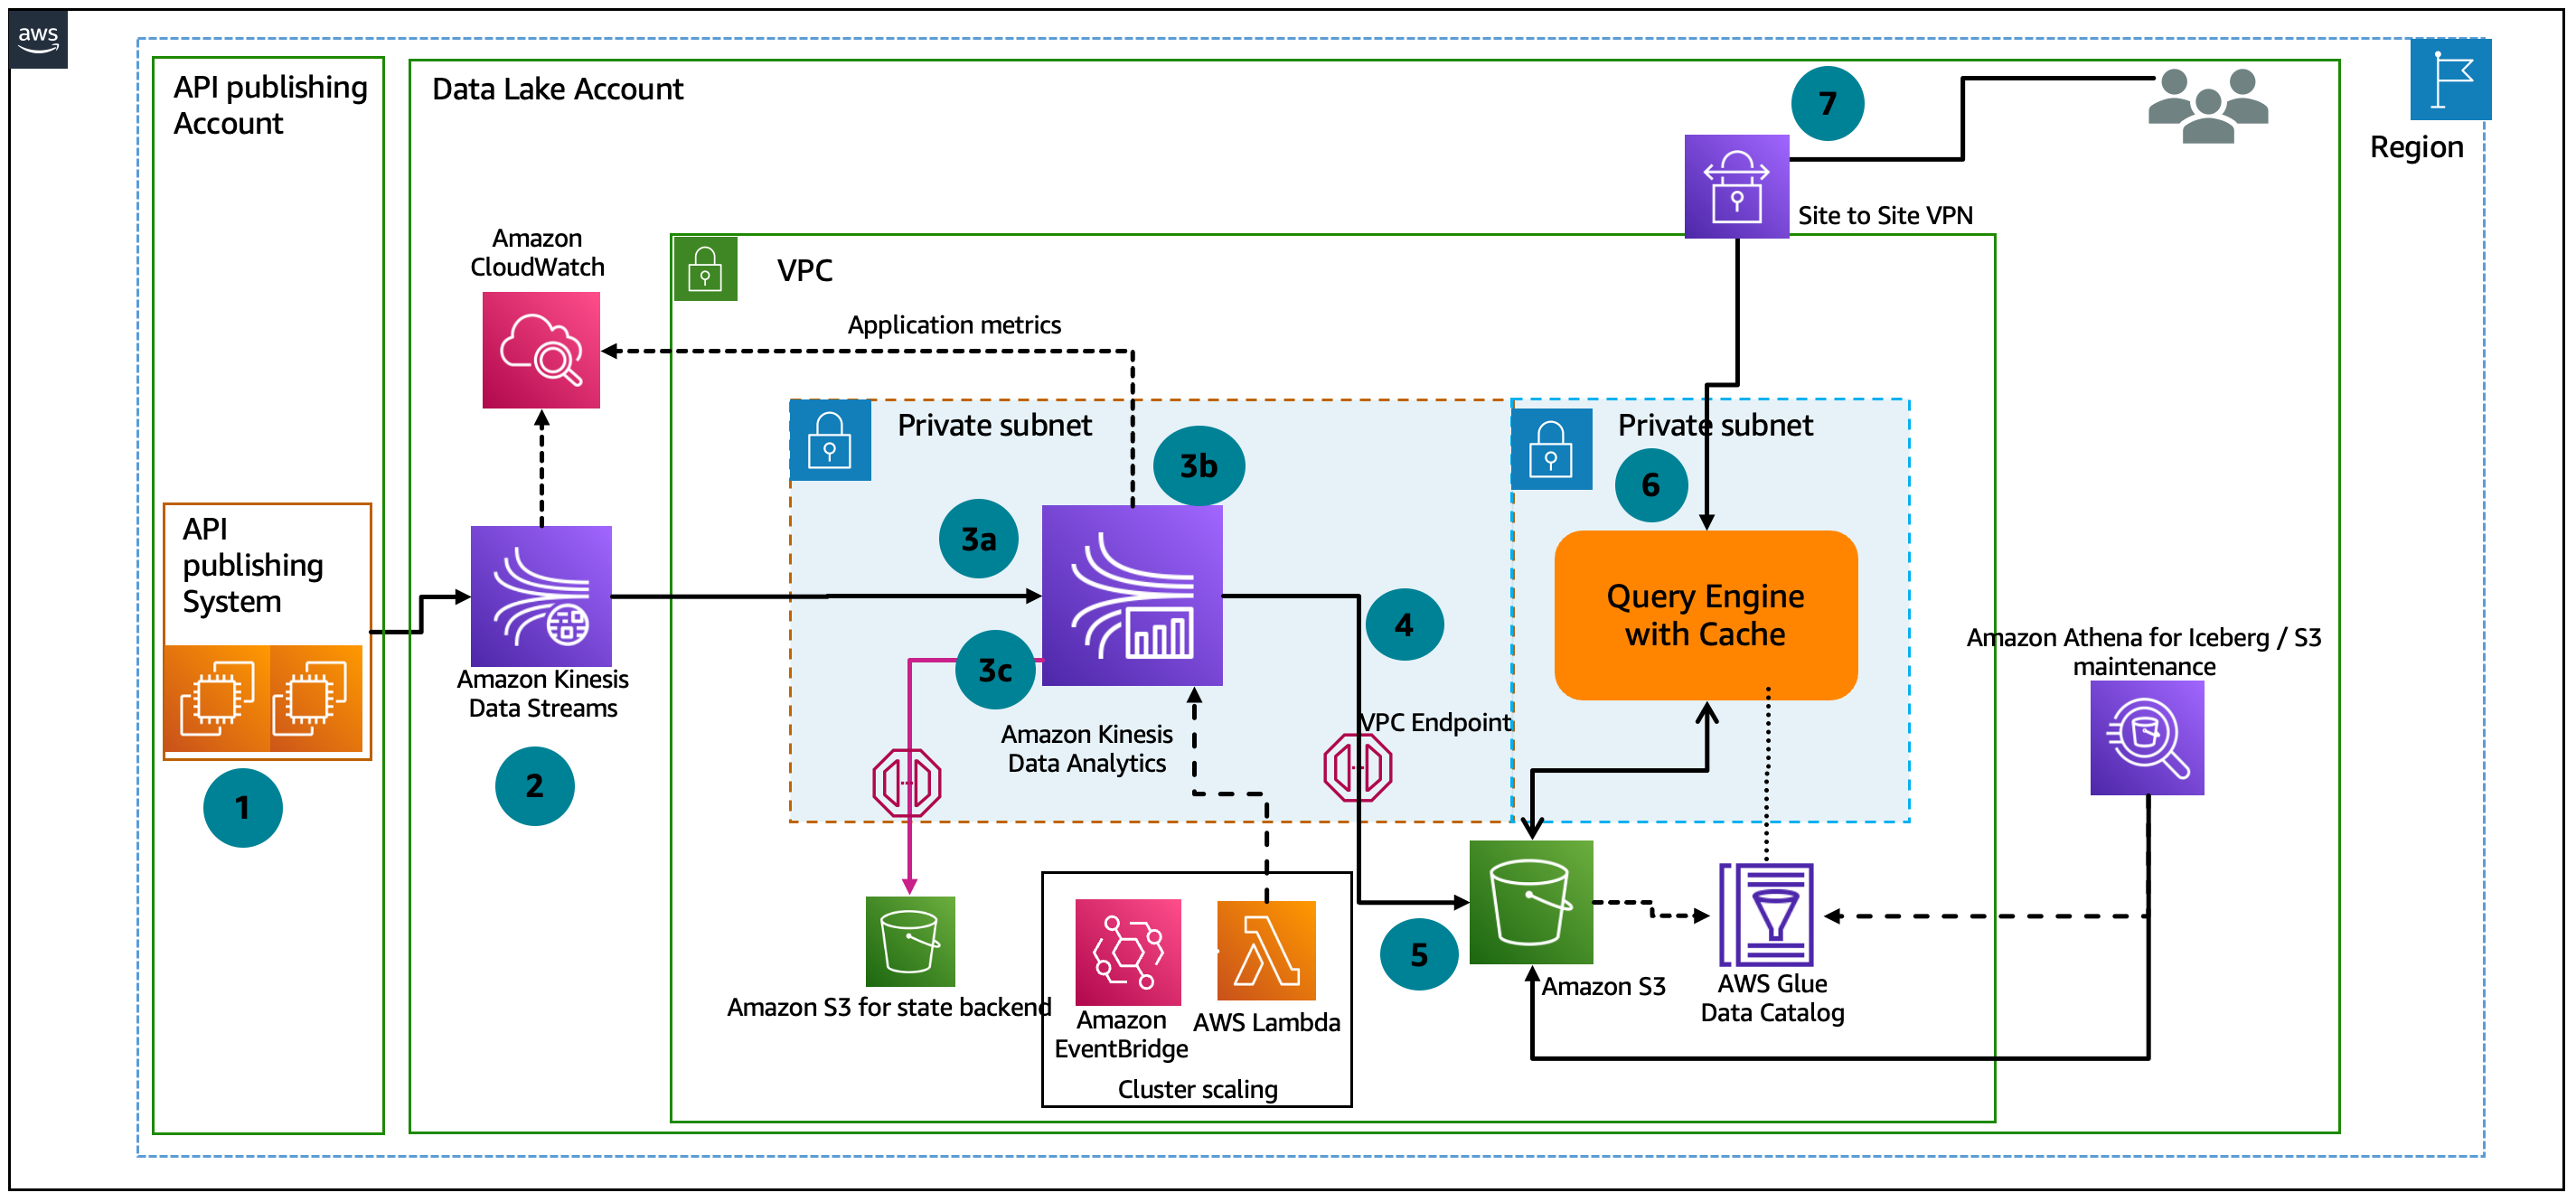 aws
API publishing
Account
Data Lake Account
7
Region
Site to Site VPN
Amazon
CloudWatch
VPC
Application metrics
Private subnet
Private subnet
3b
6
API
publishing
System
3a
Query Engine
with Cache
4
3c
Amazon Athena for Iceberg / S3
maintenance
Amazon Kinesis
Data Streams
VPC Endpoint
Amazon Kinesis
Data Analytics
1
2
5
Amazon S3 for state backend
Amazon
EventBridge
AWS Lambda
Cluster scaling
Amazon S3
AWS Glue
Data Catalog